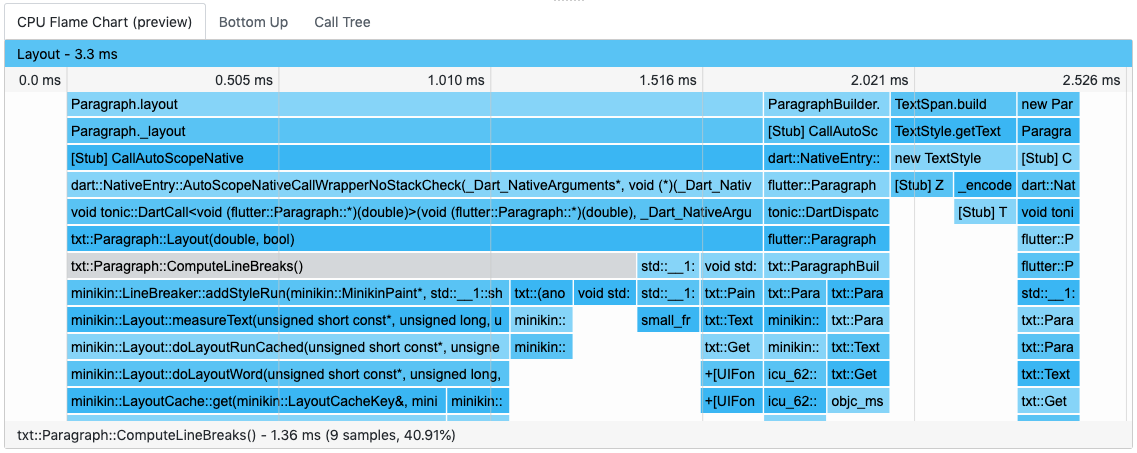 CPU Flame Chart (preview) Bottom Up Call Tree
Layout - 3.3 ms
0.0 ms 0.505 ms 1.010 ms 1.516 ms 2.021 ms 2.526 ms
Paragraph.layout ParagraphBuilder. TextSpan.build new Par
Paragraph._layout [Stub] CallAutoSc TextStyle.getText Paragra
[Stub] CallAutoScopeNative dart::NativeEntry:: new TextStyle [Stub] C
dart::NativeEntry::AutoScopeNativeCallWrapperNoStackCheck(_Dart_NativeArguments*, void (*)(_Dart_Nativ flutter::Paragraph [Stub] Z _encode dart::Nat
void tonic::DartCall<void (flutter::Paragraph::*)(double)>(void (flutter::Paragraph::*)(double), _Dart_NativeArgu tonic::DartDispatc [Stub] T void toni
txt::Paragraph::Layout(double, bool) flutter::Paragraph flutter::P
txt::Paragraph::ComputeLineBreaks() std::__1: void std: txt::ParagraphBuil flutter::P
minikin::LineBreaker::addStyleRun(minikin::MinikinPaint*, std::__1::sh txt::(ano void std: std::__1: txt::Pain txt::Para txt::Para std::__1:
minikin::Layout::measureText(unsigned short const*, unsigned long, u minikin:: small_fr txt::Text minikin:: txt::Para txt::Para
minikin::Layout::doLayoutRunCached(unsigned short const*, unsigne minikin:: txt::Get minikin:: txt::Text txt::Para
minikin::Layout::doLayoutWord(unsigned short const*, unsigned long, +[UIFon icu_62:: txt::Get txt::Text
minikin::LayoutCache::get(minikin::LayoutCacheKey&, mini minikin:: +[UIFon icu_62:: objc_ms txt::Get
txt::Paragraph::ComputeLineBreaks() - 1.36 ms (9 samples, 40.91%)